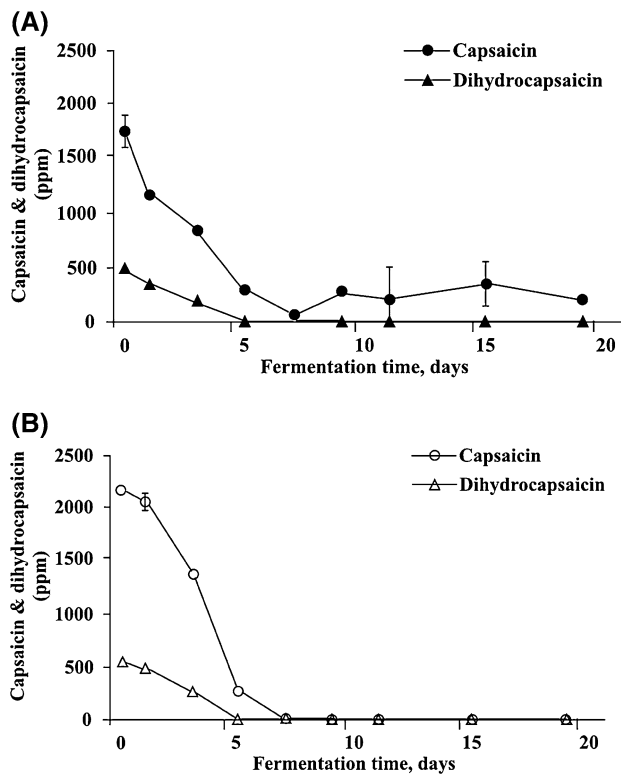 (A)
Capsaicin & dihydrocapsaicin
(ppm)
2500
2000
1500
1000
500
0
Capsaicin
Dihydrocapsaicin
0 5 10 15 20
Fermentation time, days
(B)
Capsaicin & dihydrocapsaicin
(ppm)
2500
2000
1500
1000
500
0
Capsaicin
Dihydrocapsaicin
0 5 10 15 20
Fermentation time, days